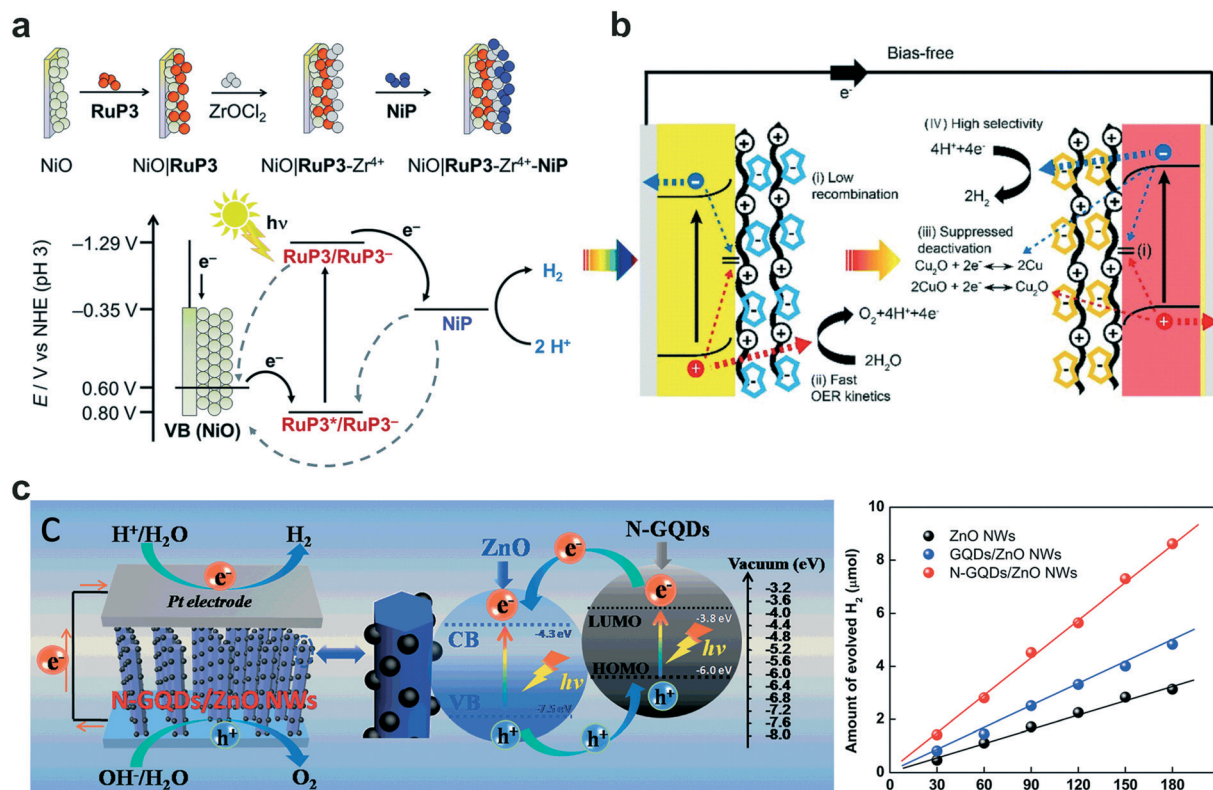 a
RuP3
ZrOCl₂
NiP
NiO
NiO|RuP3
NiO|RuP3-Zr⁴⁺
NiO|RuP3-Zr⁴⁺-NiP
E / V vs NHE (pH 3)
–1.29 V
–0.35 V
0.60 V
0.80 V
hν
e⁻
RuP3/RuP3⁻
e⁻
H₂
NiP
2 H⁺
e⁻
RuP3*/RuP3⁻
VB (NiO)
b
Bias-free
e⁻
(i) Low
recombination
(ii) Fast
OER kinetics
O₂+4H⁺+4e⁻
2H₂O
(IV) High selectivity
4H⁺+4e⁻
2H₂
(iii) Suppressed
deactivation
Cu₂O + 2e⁻ ⟷ 2Cu
2CuO + 2e⁻ ⟷ Cu₂O
(i)
c
C
H⁺/H₂O
H₂
e⁻
Pt electrode
e⁻
N-GQDs/ZnO NWs
h⁺
OH⁻/H₂O
O₂
ZnO
e⁻
CB
-4.3 eV
hν
VB
-7.5 eV
h⁺
e⁻
h⁺
N-GQDs
e⁻
LUMO
-3.8 eV
hν
HOMO
-6.0 eV
h⁺
Vacuum (eV)
-3.2
-3.6
-4.0
-4.4
-4.8
-5.2
-5.6
-6.0
-6.4
-6.8
-7.2
-7.6
-8.0
Amount of evolved H₂ (μmol)
10
8
6
4
2
0
ZnO NWs
GQDs/ZnO NWs
N-GQDs/ZnO NWs
30 60 90 120 150 180